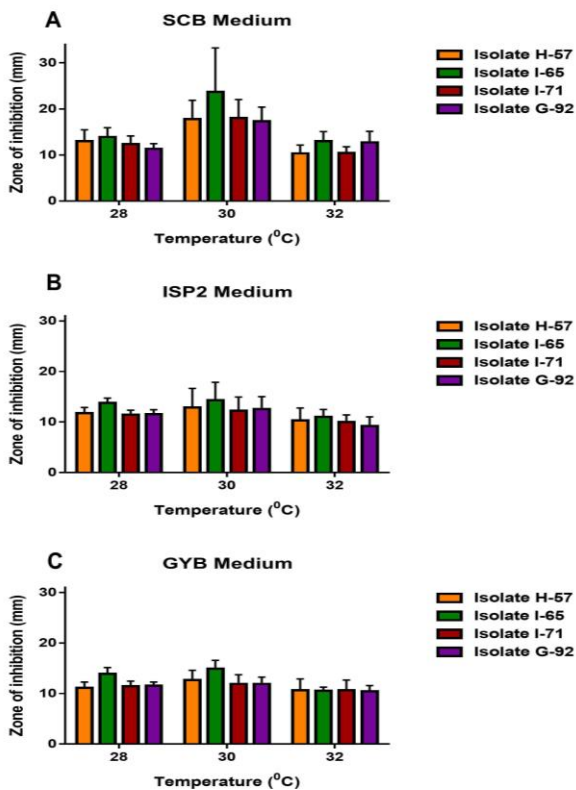 A
SCB Medium
Zone of inhibition (mm)
30
20
10
0
28 30 32
Temperature (⁰C)
Isolate H-57
Isolate I-65
Isolate I-71
Isolate G-92
B
ISP2 Medium
Zone of inhibition (mm)
30
20
10
0
28 30 32
Temperature (⁰C)
Isolate H-57
Isolate I-65
Isolate I-71
Isolate G-92
C
GYB Medium
Zone of inhibition (mm)
30
20
10
0
28 30 32
Temperature (⁰C)
Isolate H-57
Isolate I-65
Isolate I-71
Isolate G-92